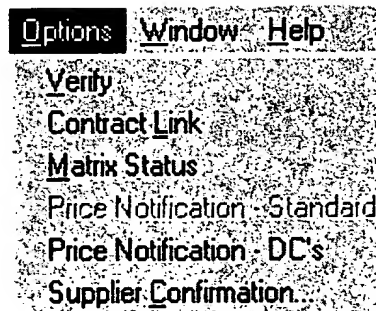 Options Window Help
Verify
Contract Link
Matrix Status
Price Notification - Standard
Price Notification - DC's
Supplier Confirmation...